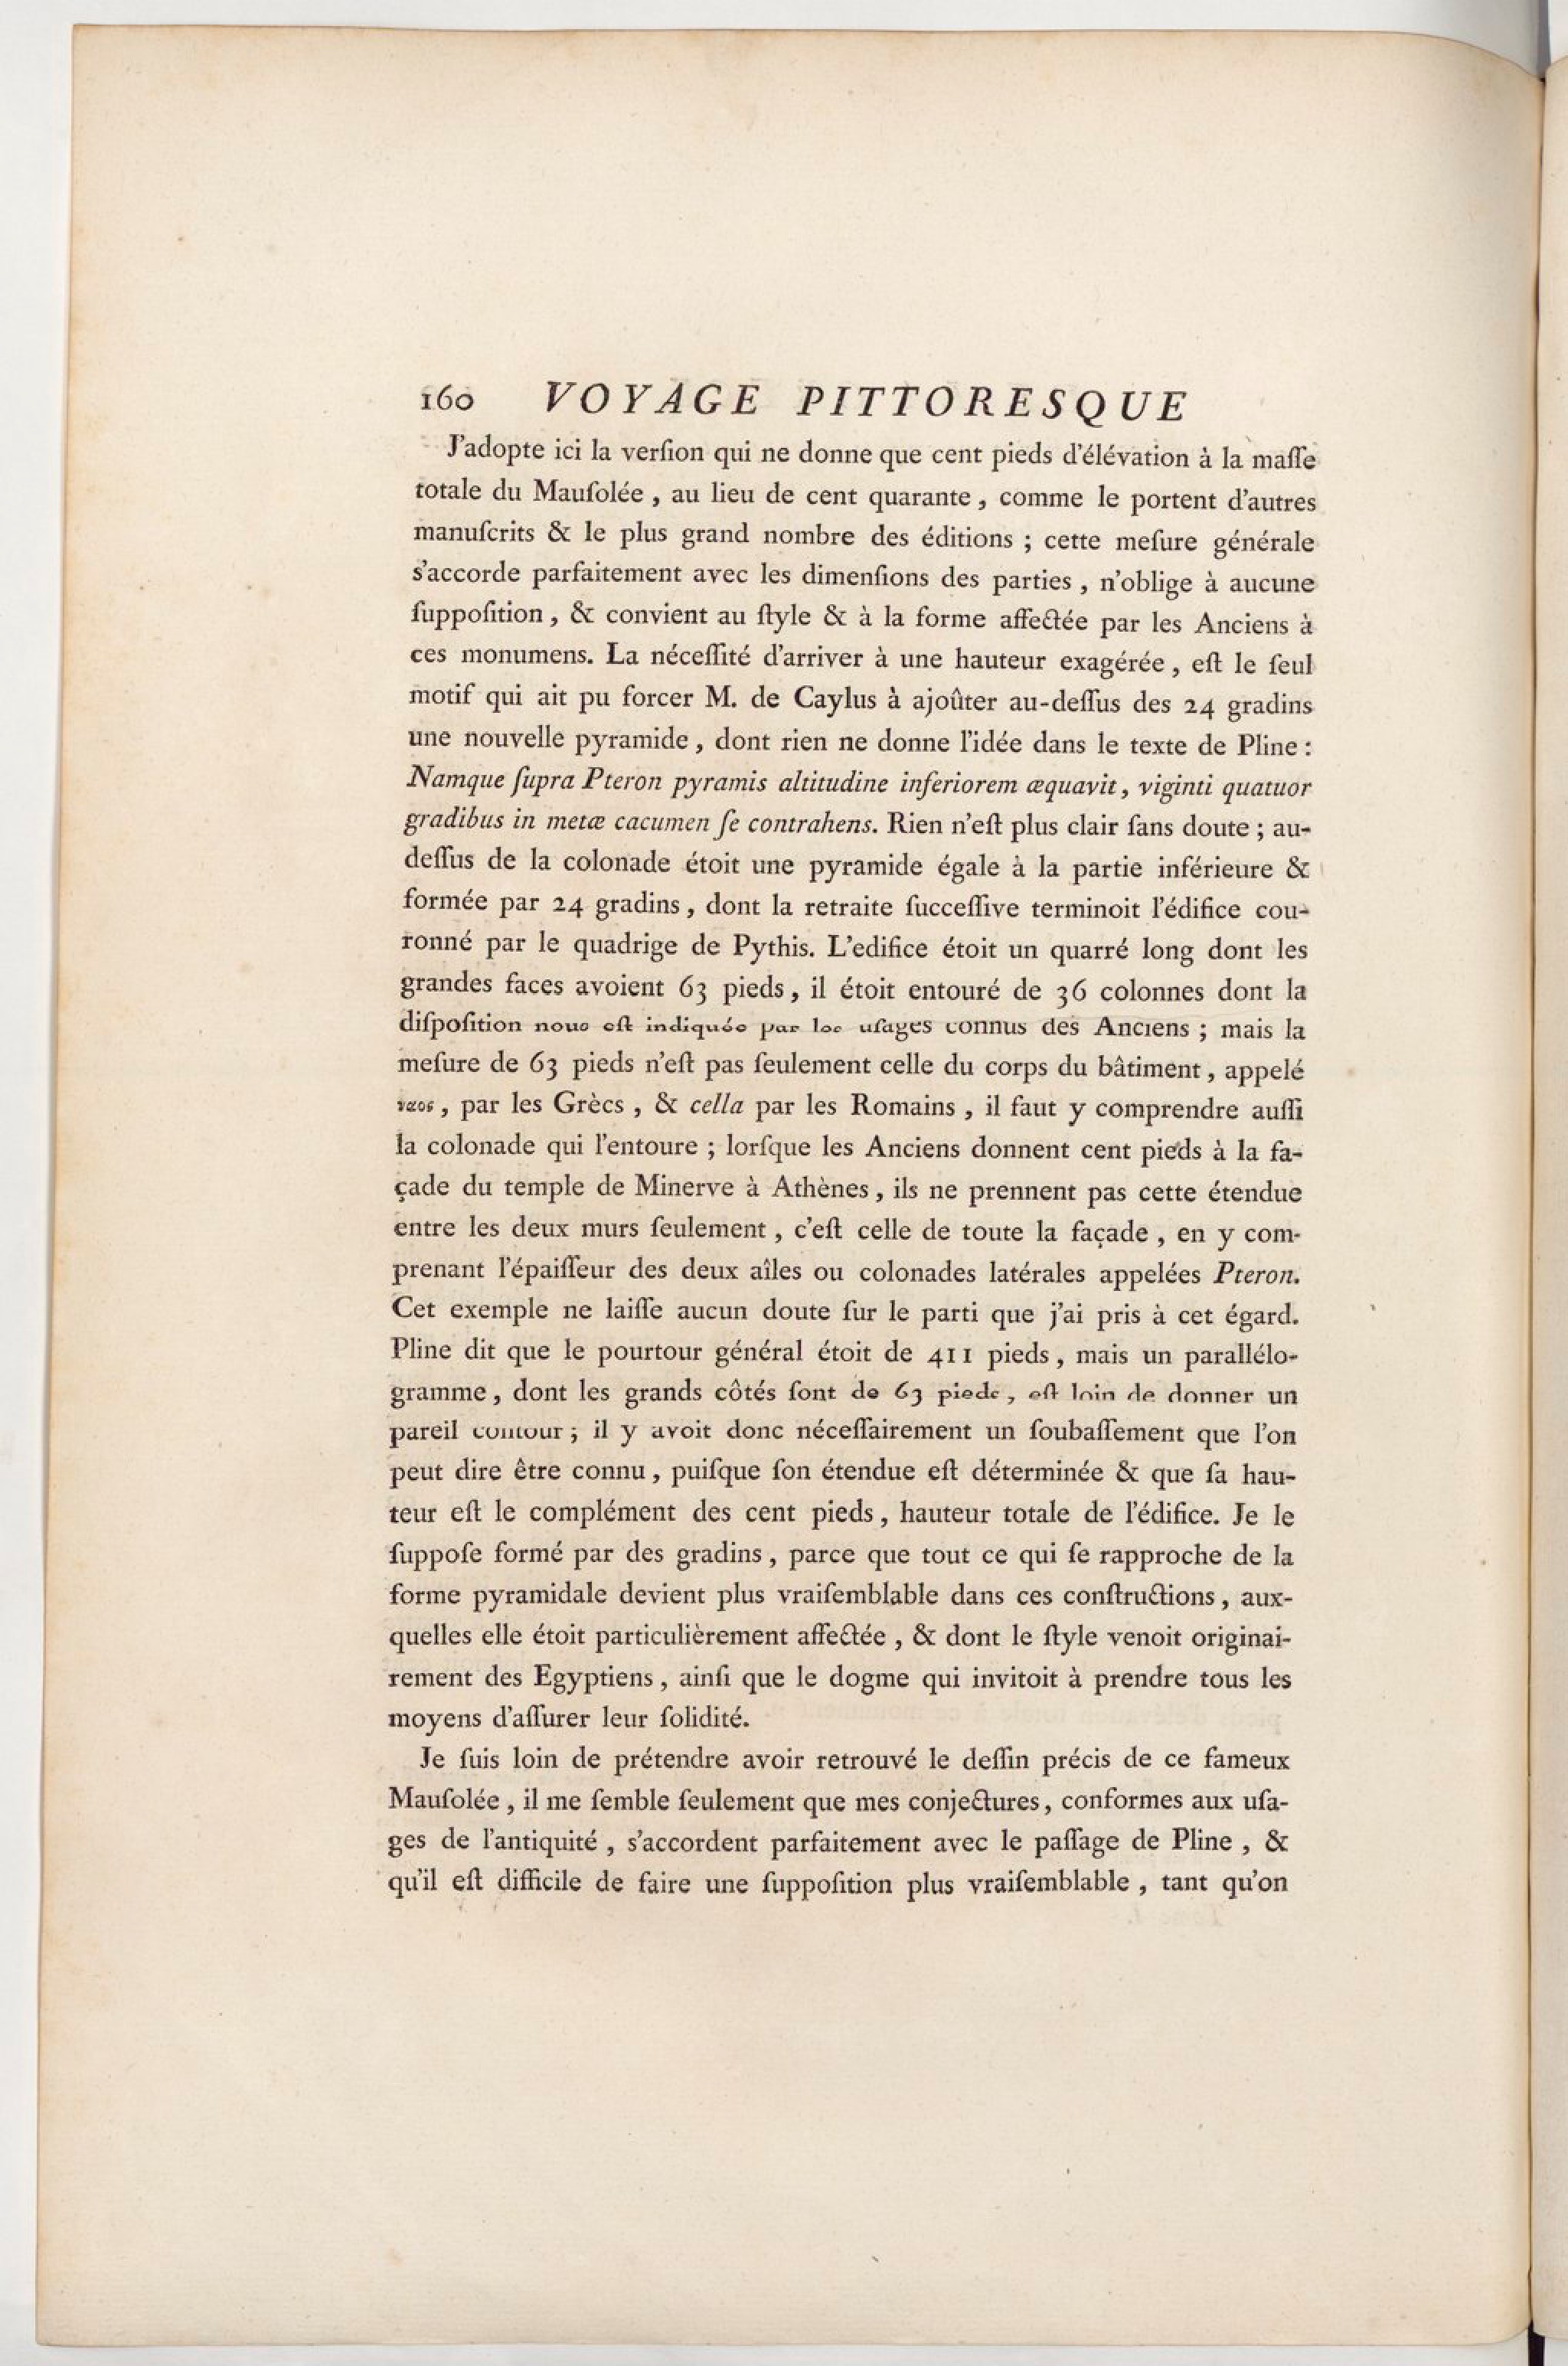 160 VOYAGE PITTORESQUE
J'adopte ici la verſion qui ne donne que cent pieds d'élévation à la maſſe
totale du Mauſolée , au lieu de cent quarante , comme le portent d'autres
manuſcrits & le plus grand nombre des éditions ; cette meſure générale
s'accorde parfaitement avec les dimenſions des parties , n'oblige à aucune
ſuppoſition , & convient au ſtyle & à la forme affectée par les Anciens à
ces monumens. La néceſſité d'arriver à une hauteur exagérée , eſt le ſeul
motif qui ait pu forcer M. de Caylus à ajoûter au-deſſus des 24 gradins
une nouvelle pyramide , dont rien ne donne l'idée dans le texte de Pline :
Namque ſupra Pteron pyramis altitudine inferiorem æquavit , viginti quatuor
gradibus in metæ cacumen ſe contrahens. Rien n'eſt plus clair ſans doute ; au-
deſſus de la colonade étoit une pyramide égale à la partie inférieure &
formée par 24 gradins , dont la retraite ſucceſſive terminoit l'édifice cou-
ronné par le quadrige de Pythis. L'edifice étoit un quarré long dont les
grandes faces avoient 63 pieds , il étoit entouré de 36 colonnes dont la
diſpoſition nous eſt indiquée par les uſages connus des Anciens ; mais la
meſure de 63 pieds n'eſt pas ſeulement celle du corps du bâtiment , appelé
ναος , par les Grècs , & cella par les Romains , il faut y comprendre auſſi
la colonade qui l'entoure ; lorſque les Anciens donnent cent pieds à la fa-
çade du temple de Minerve à Athènes , ils ne prennent pas cette étendue
entre les deux murs ſeulement , c'eſt celle de toute la façade , en y com-
prenant l'épaiſſeur des deux aîles ou colonades latérales appelées Pteron.
Cet exemple ne laiſſe aucun doute ſur le parti que j'ai pris à cet égard.
Pline dit que le pourtour général étoit de 411 pieds , mais un parallélo-
gramme , dont les grands côtés ſont de 63 pieds , eſt loin de donner un
pareil contour ; il y avoit donc néceſſairement un ſoubaſſement que l'on
peut dire être connu , puiſque ſon étendue eſt déterminée & que ſa hau-
teur eſt le complément des cent pieds , hauteur totale de l'édifice. Je le
ſuppoſe formé par des gradins , parce que tout ce qui ſe rapproche de la
forme pyramidale devient plus vraiſemblable dans ces conſtructions , aux-
quelles elle étoit particulièrement affectée , & dont le ſtyle venoit originai-
rement des Egyptiens , ainſi que le dogme qui invitoit à prendre tous les
moyens d'aſſurer leur ſolidité.
Je ſuis loin de prétendre avoir retrouvé le deſſin précis de ce fameux
Mauſolée , il me ſemble ſeulement que mes conjectures , conformes aux uſa-
ges de l'antiquité , s'accordent parfaitement avec le paſſage de Pline , &
qu'il eſt difficile de faire une ſuppoſition plus vraiſemblable , tant qu'on